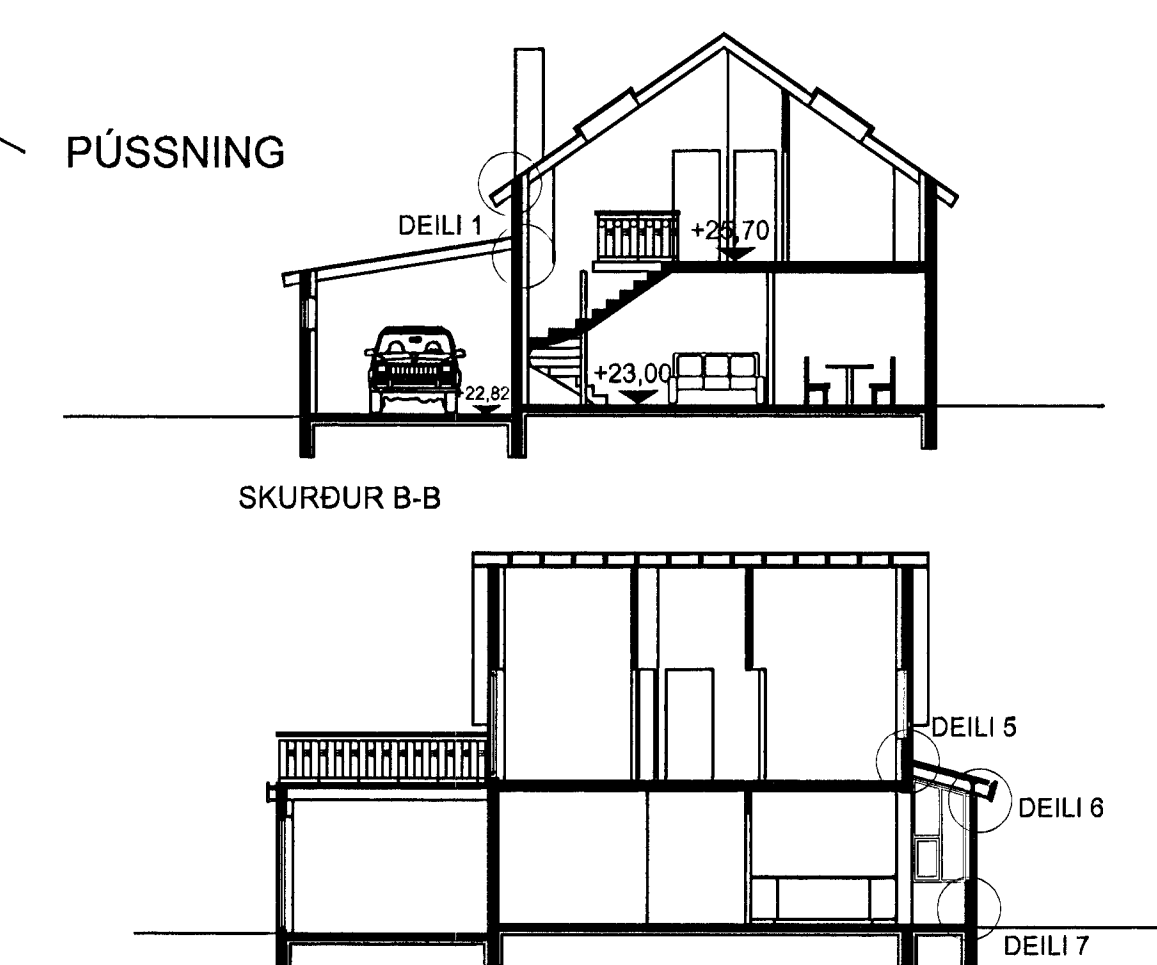 PÚSSNING
DEILI 1
+25,70
+23,00
+22,82
SKURÐUR B-B
DEILI 5
DEILI 6
DEILI 7